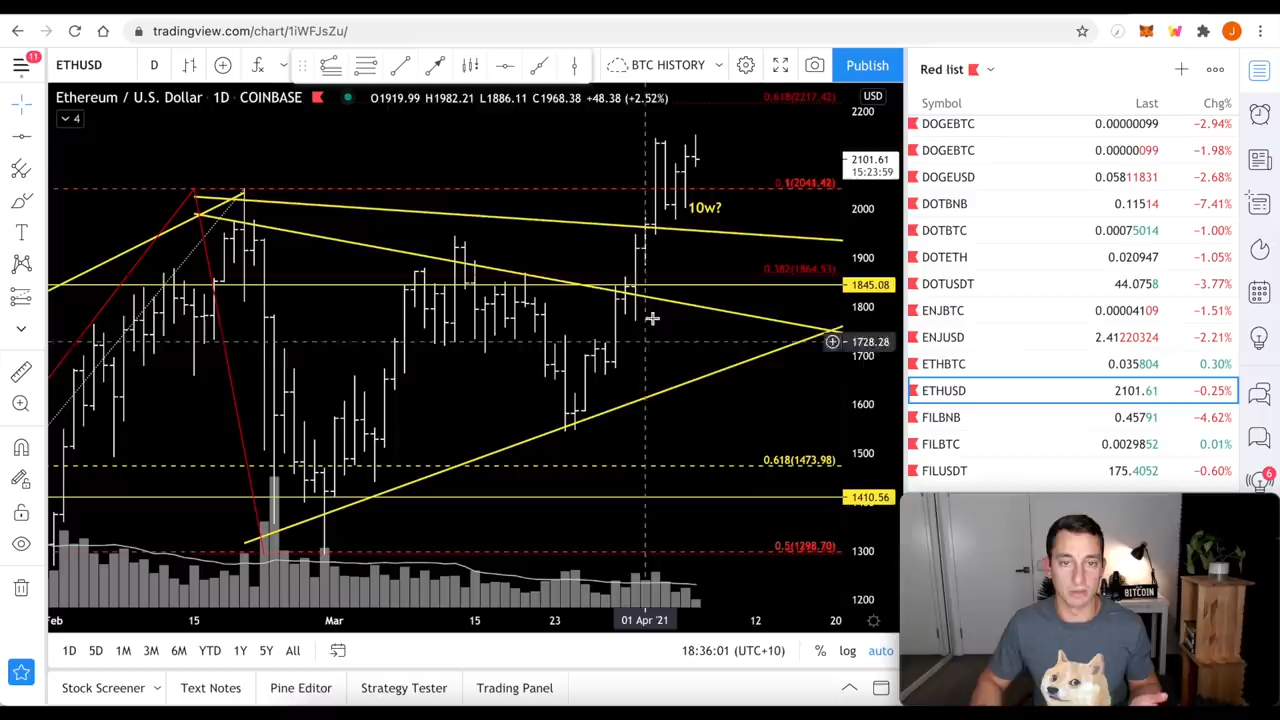 tradingview.com/chart/1iWFJsZu/
J
11
ETHUSD
D
BTC HISTORY
Publish
Red list
Ethereum / U.S. Dollar · 1D · COINBASE
O1919.99 H1982.21 L1886.11 C1968.38 +48.38 (+2.52%)
4
USD
0.618(2217.42)
2200
2101.61
15:23:59
2000
1900
1845.08
1800
1728.28
1700
1600
1500
1410.56
1300
1200
10w?
0.382(1864.53)
0.618(1473.98)
0.5(1298.70)
Feb
15
Mar
15
23
01 Apr '21
12
20
1D
5D
1M
3M
6M
YTD
1Y
5Y
All
18:36:01 (UTC+10)
%
log
auto
Stock Screener
Text Notes
Pine Editor
Strategy Tester
Trading Panel
Symbol Last Chg%
DOGEBTC 0.00000099 −2.94%
DOGEBTC 0.00000099 −1.98%
DOGEUSD 0.05811831 −2.68%
DOTBNB 0.11514 −7.41%
DOTBTC 0.00075014 −1.00%
DOTETH 0.020947 −1.05%
DOTUSDT 44.0758 −3.77%
ENJBTC 0.00004109 −1.51%
ENJUSD 2.41220324 −2.21%
ETHBTC 0.035804 0.30%
ETHUSD 2101.61 −0.25%
FILBNB 0.45791 −4.62%
FILBTC 0.0029852 0.01%
FILUSDT 175.4052 −0.60%
6
BITCOIN